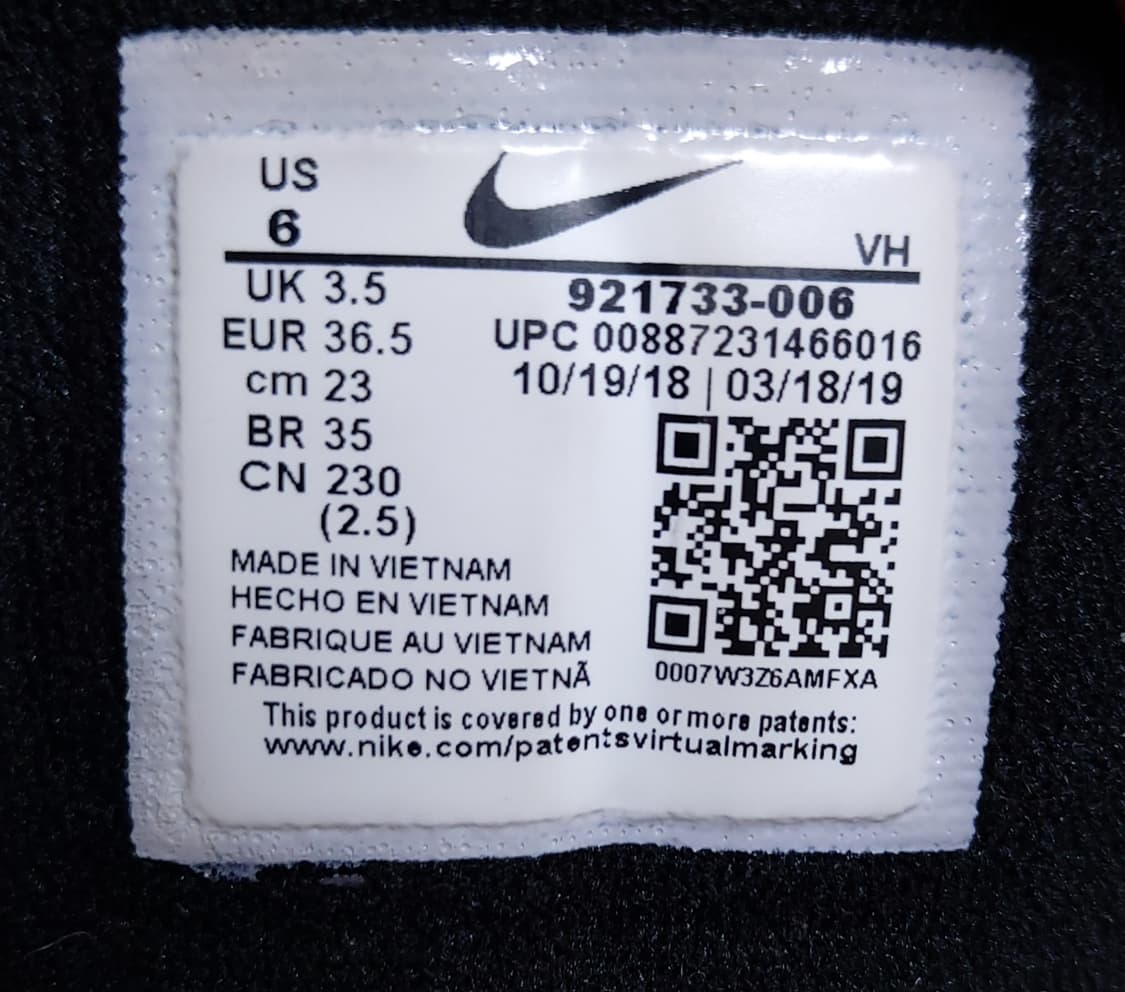 US
6
VH
UK 3.5
921733-006
EUR 36.5
UPC 00887231466016
cm 23
10/19/18 | 03/18/19
BR 35
CN 230
(2.5)
MADE IN VIETNAM
HECHO EN VIETNAM
FABRIQUE AU VIETNAM
FABRICADO NO VIETNÃ
0007W3Z6AMFXA
This product is covered by one or more patents:
www.nike.com/patentsvirtualmarking